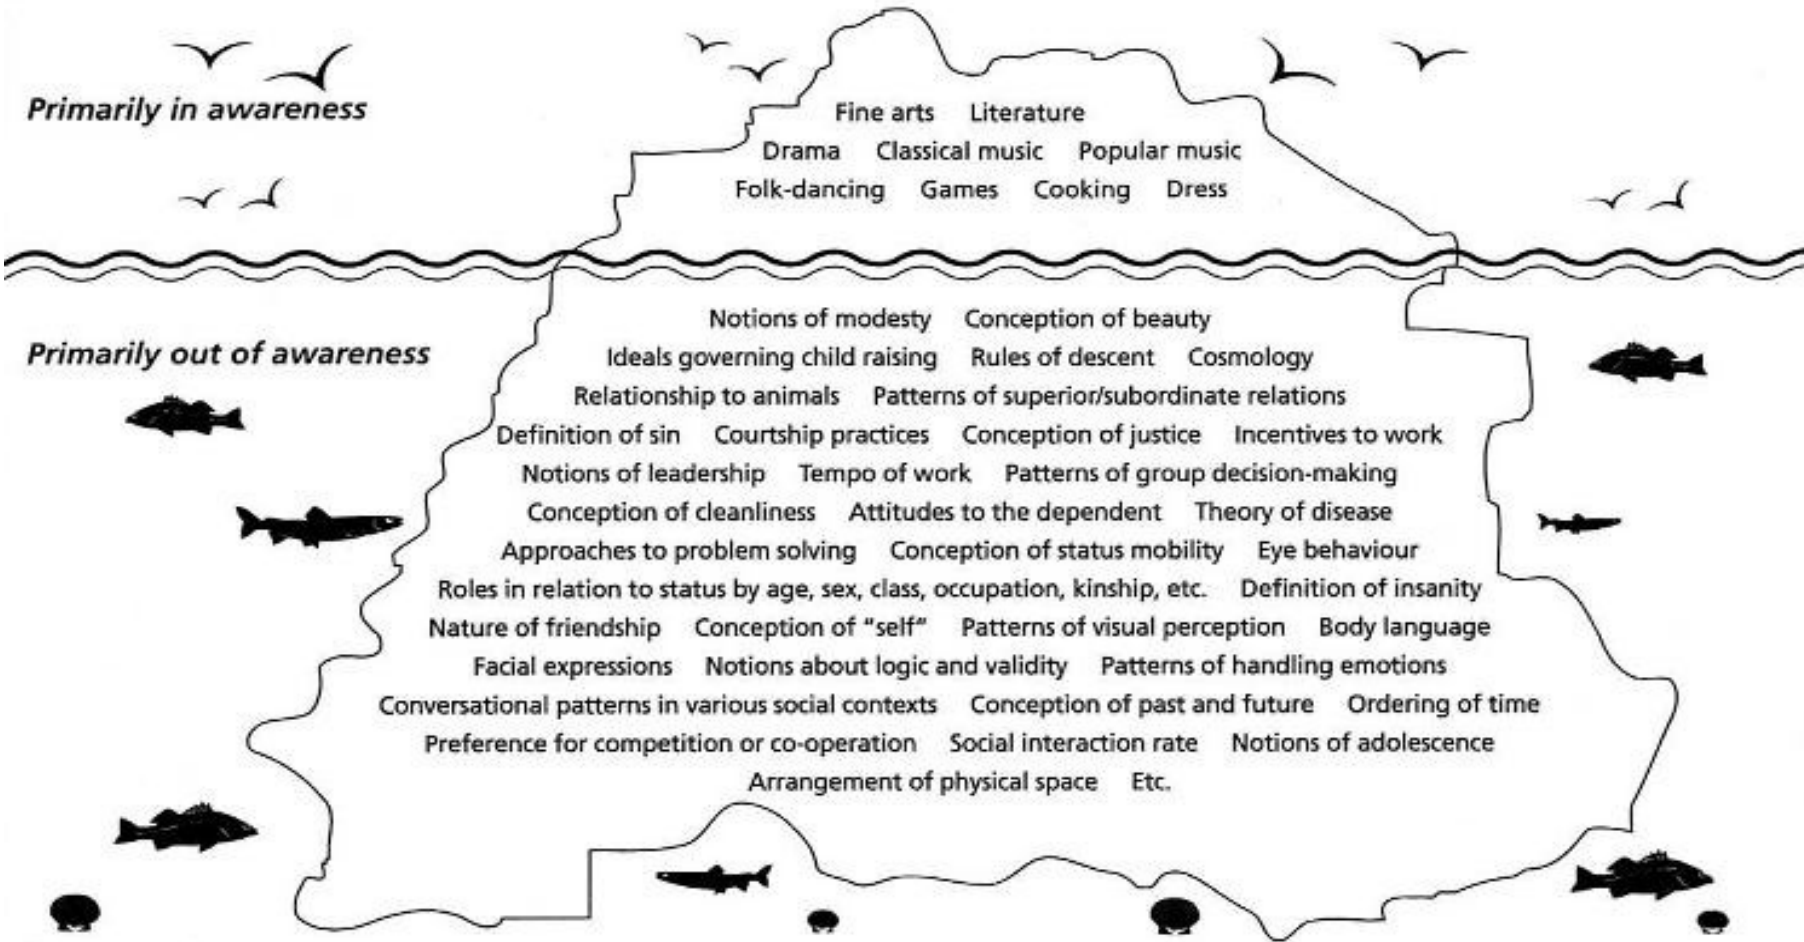 Primarily in awareness
Fine arts Literature
Drama Classical music Popular music
Folk-dancing Games Cooking Dress
Primarily out of awareness
Notions of modesty Conception of beauty
Ideals governing child raising Rules of descent Cosmology
Relationship to animals Patterns of superior/subordinate relations
Definition of sin Courtship practices Conception of justice Incentives to work
Notions of leadership Tempo of work Patterns of group decision-making
Conception of cleanliness Attitudes to the dependent Theory of disease
Approaches to problem solving Conception of status mobility Eye behaviour
Roles in relation to status by age, sex, class, occupation, kinship, etc. Definition of insanity
Nature of friendship Conception of “self” Patterns of visual perception Body language
Facial expressions Notions about logic and validity Patterns of handling emotions
Conversational patterns in various social contexts Conception of past and future Ordering of time
Preference for competition or co-operation Social interaction rate Notions of adolescence
Arrangement of physical space Etc.